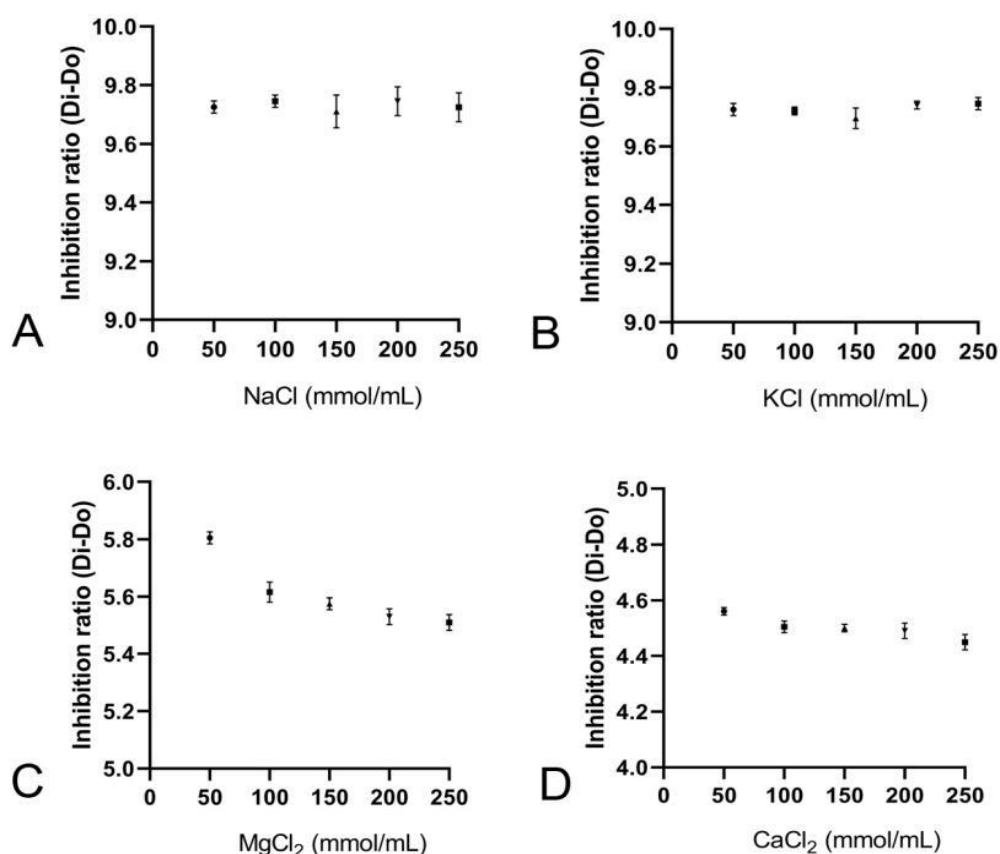 A
Inhibition ratio (Di-Do)
10.0
9.8
9.6
9.4
9.2
9.0
0 50 100 150 200 250
NaCl (mmol/mL)
B
Inhibition ratio (Di-Do)
10.0
9.8
9.6
9.4
9.2
9.0
0 50 100 150 200 250
KCl (mmol/mL)
C
Inhibition ratio (Di-Do)
6.0
5.8
5.6
5.4
5.2
5.0
0 50 100 150 200 250
MgCl₂ (mmol/mL)
D
Inhibition ratio (Di-Do)
5.0
4.8
4.6
4.4
4.2
4.0
0 50 100 150 200 250
CaCl₂ (mmol/mL)